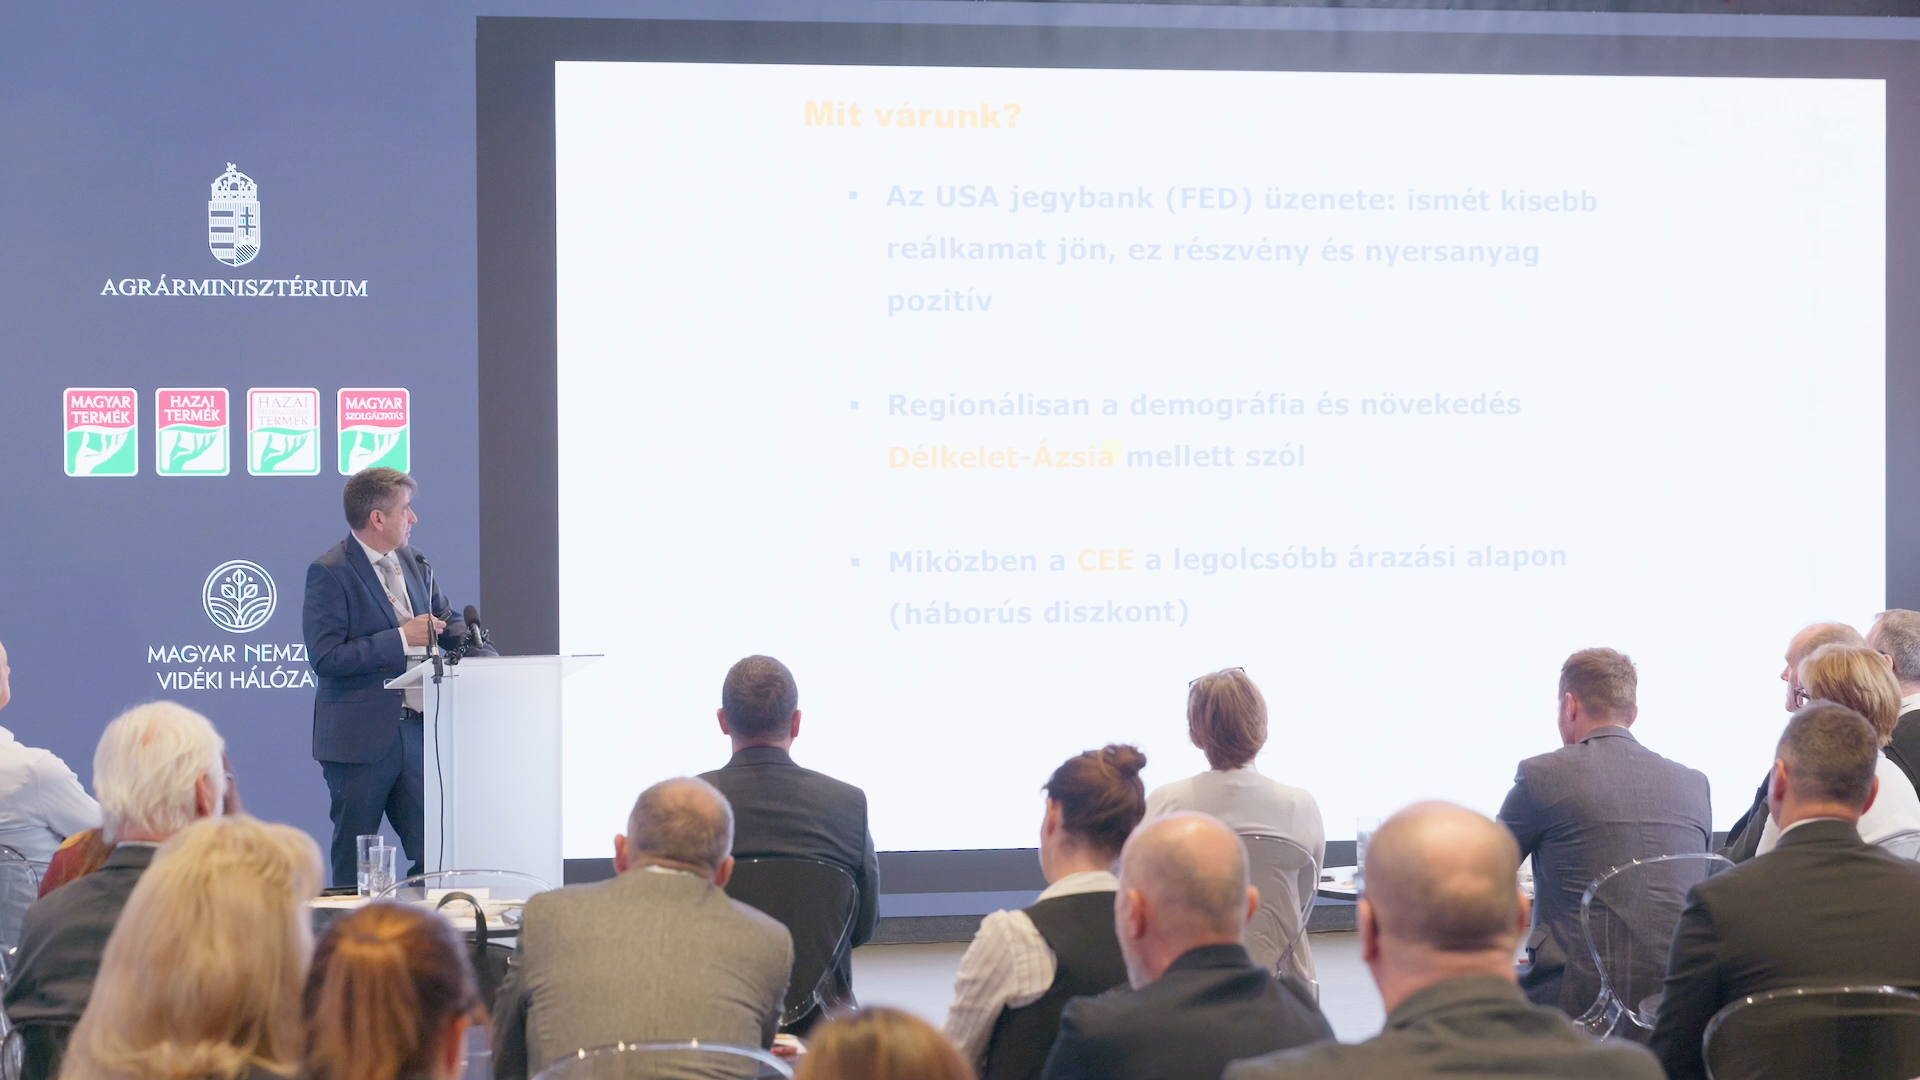 AGRÁRMINISZTÉRIUM
MAGYAR
TERMÉK
HAZAI
TERMÉK
HAZAI
TERMÉK
MAGYAR
SZOLGÁLTATÁS
MAGYAR
VIDÉKI
Mit várunk?
▪ Az USA jegybank (FED) üzenete: ismét kisebb
reálkamat jön, ez részvény és nyersanyag
pozitív
▪ Regionálisan a demográfia és növekedés
Délkelet-Ázsia mellett szól
▪ Miközben a CEE a legolcsóbb árazási alapon
(háborús diszkont)